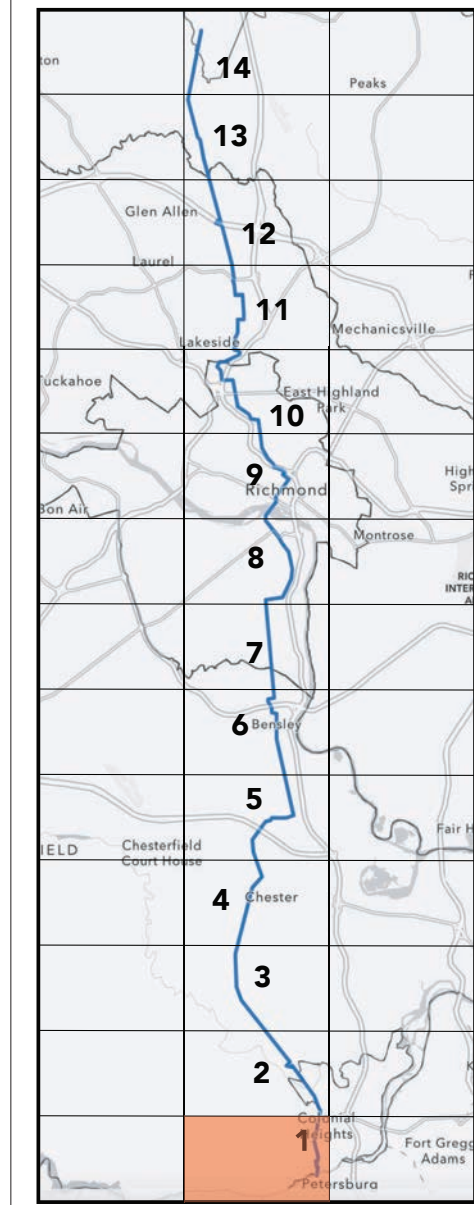 14
ton
Peaks
13
Glen Allen
12
Laurel
11
Mechanicsville
Lakeside
uckahoe
East Highland
Park
10
9
Richmond
High
Spr
Bon Air
Montrose
8
RIC
INTER
A
7
6
Bensley
5
Fair H
IELD
Chesterfield
Court House
4
Chester
3
2
Colonial
Heights
1
Fort Gregg
Adams
Petersburg